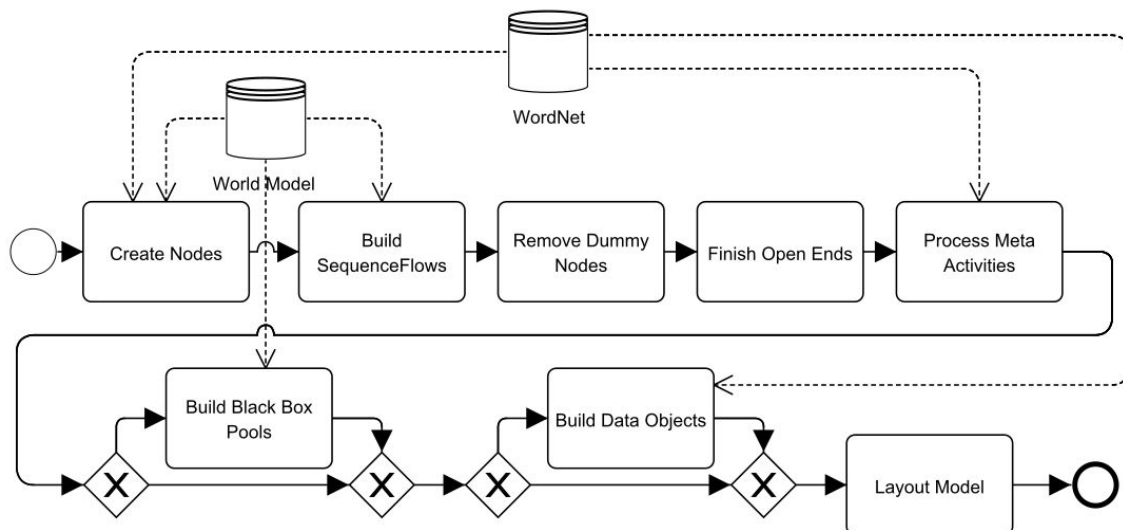 WordNet
World Model
Create Nodes
Build
SequenceFlows
Remove Dummy
Nodes
Finish Open Ends
Process Meta
Activities
Build Black Box
Pools
Build Data Objects
X
X
X
X
Layout Model